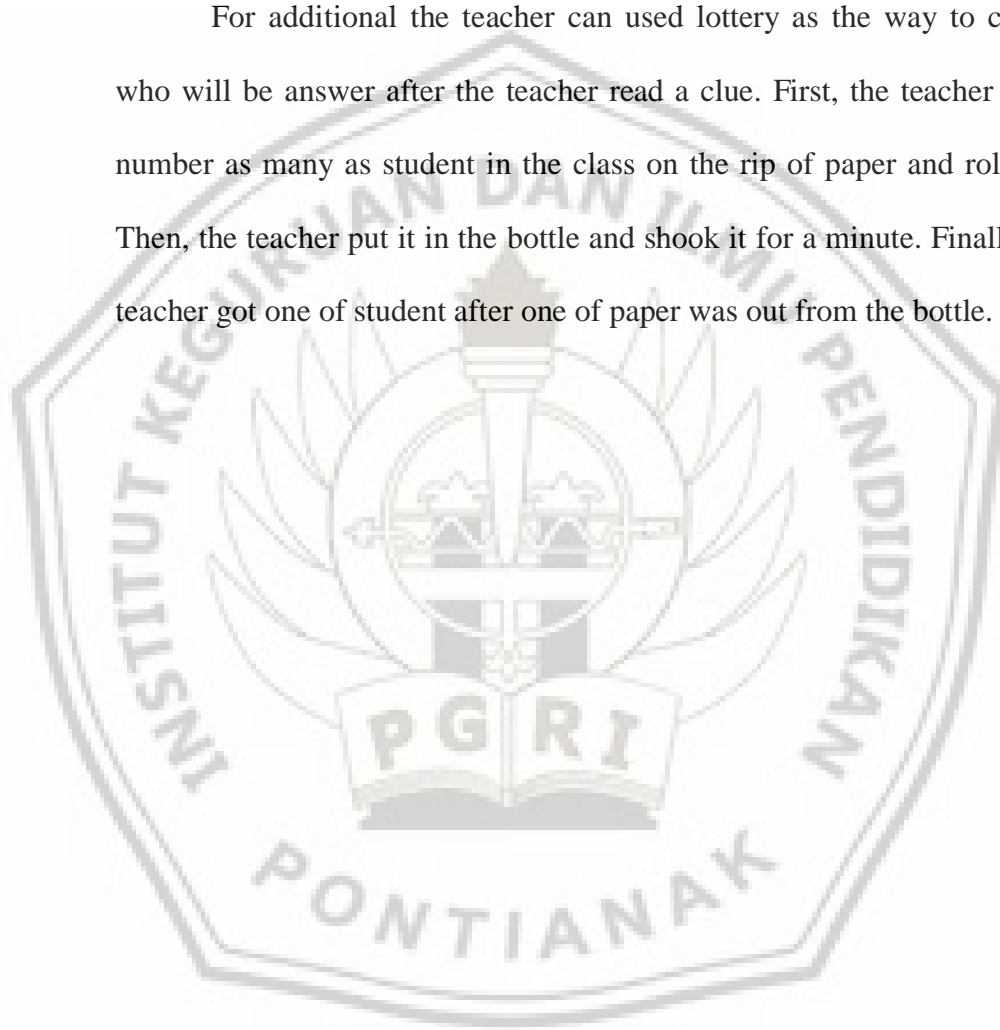 For additional the teacher can used lottery as the way to
who will be answer after the teacher read a clue. First, the teacher
number as many as student in the class on the rip of paper and
Then, the teacher put it in the bottle and shook it for a minute.
teacher got one of student after one of paper was out from the bottle.
INSTITUT KEGURUAN DAN ILMU PENDIDIKAN
PGRI
PONTIANAK